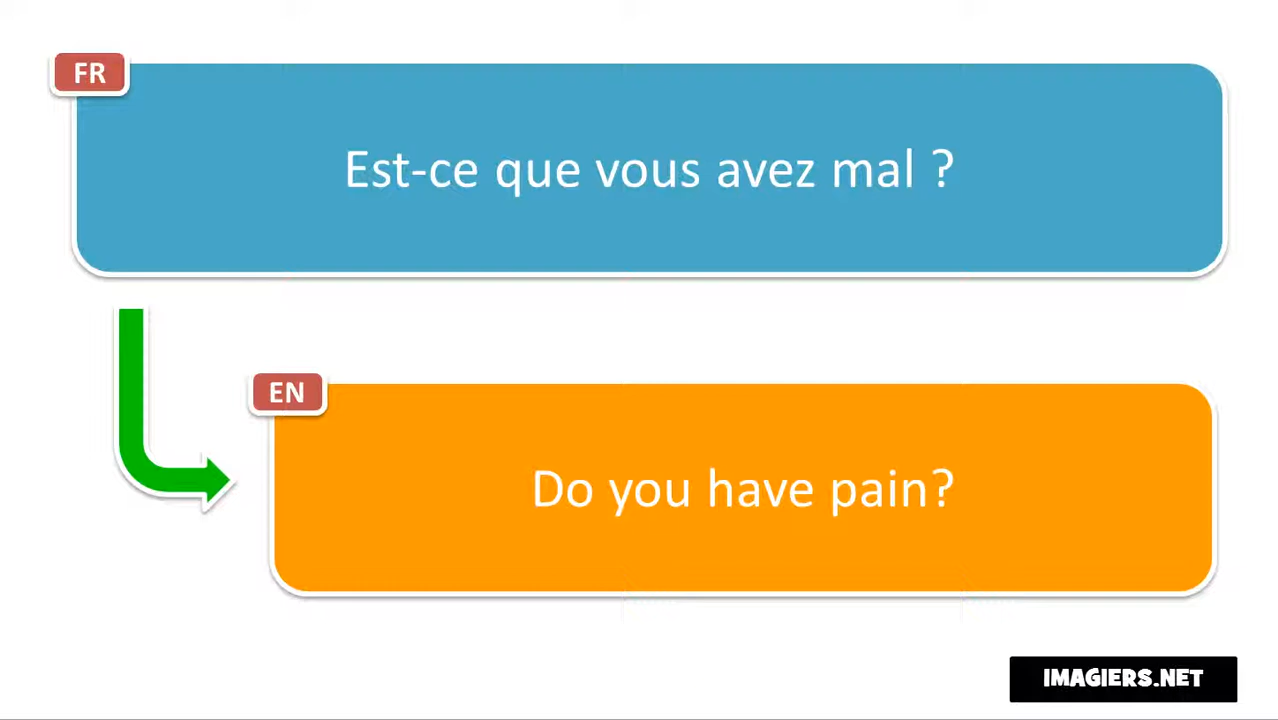 FR
Est-ce que vous avez mal ?
EN
Do you have pain?
IMAGIERS.NET